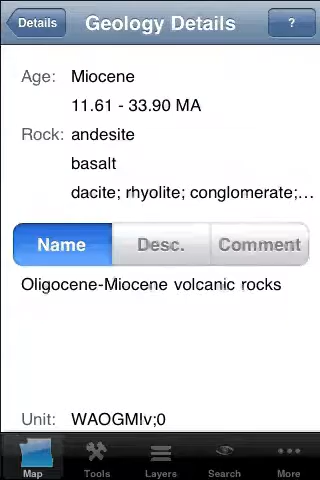 Details
Geology Details
?
Age: Miocene
11.61 - 33.90 MA
Rock: andesite
basalt
dacite; rhyolite; conglomerate;...
Name Desc. Comment
Oligocene-Miocene volcanic rocks
Unit: WAOGMIv;0
Map Tools Layers Search More